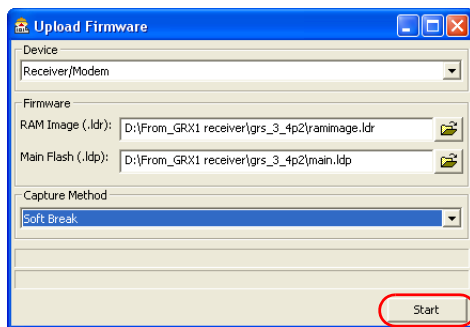 Upload Firmware
Device
Receiver/Modem
Firmware
RAM Image (.ldr): D:\From_GRX1 receiver\grs_3_4p2\ramimage.ldr
Main Flash (.ldp): D:\From_GRX1 receiver\grs_3_4p2\main.ldp
Capture Method
Soft Break
Start